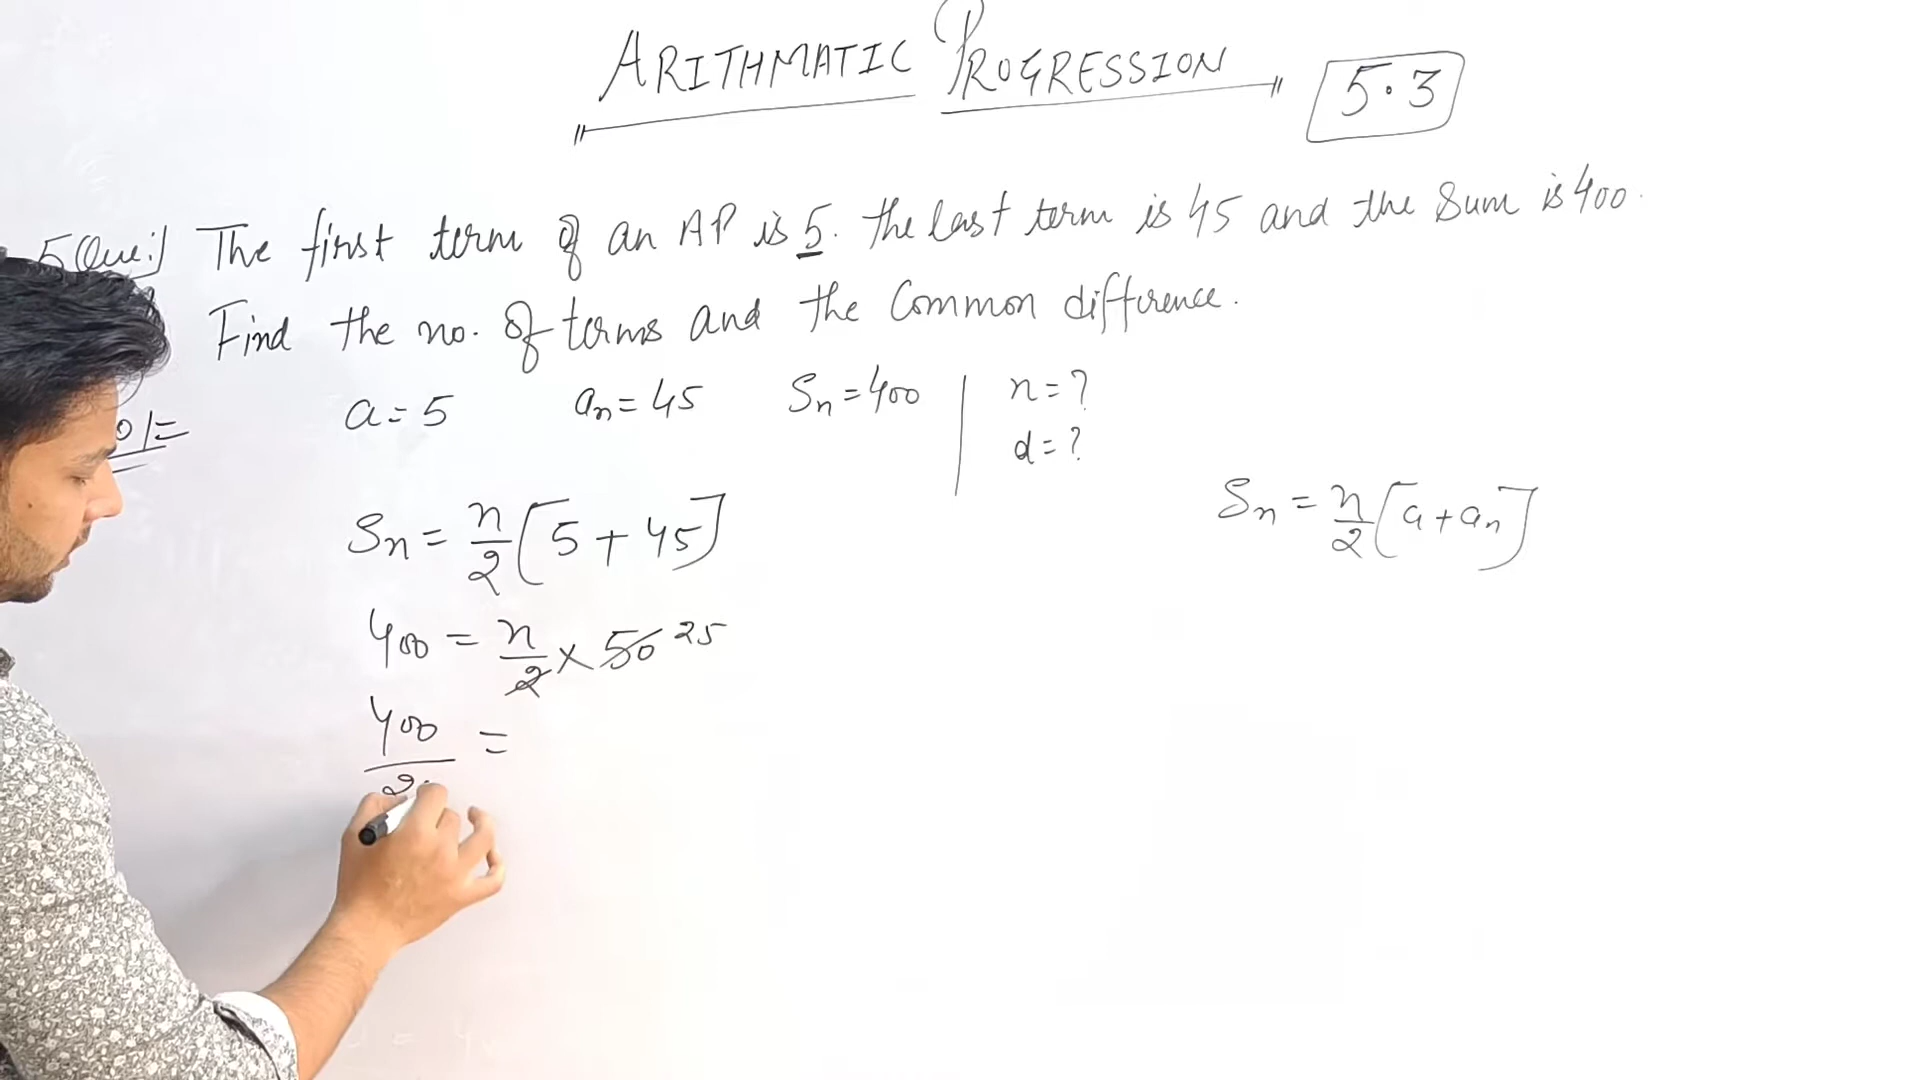 ARITHMATIC PROGRESSION 5.3
5 Que:) The first term of an AP is 5. the last term is 45 and the Sum is 400.
Find the no. of terms and the Common difference.
a = 5 an = 45 Sn = 400 n = ?
d = ?
Sn = n/2 [5 + 45] Sn = n/2 [a + an]
400 = n/2 × 50 25
400/2 =